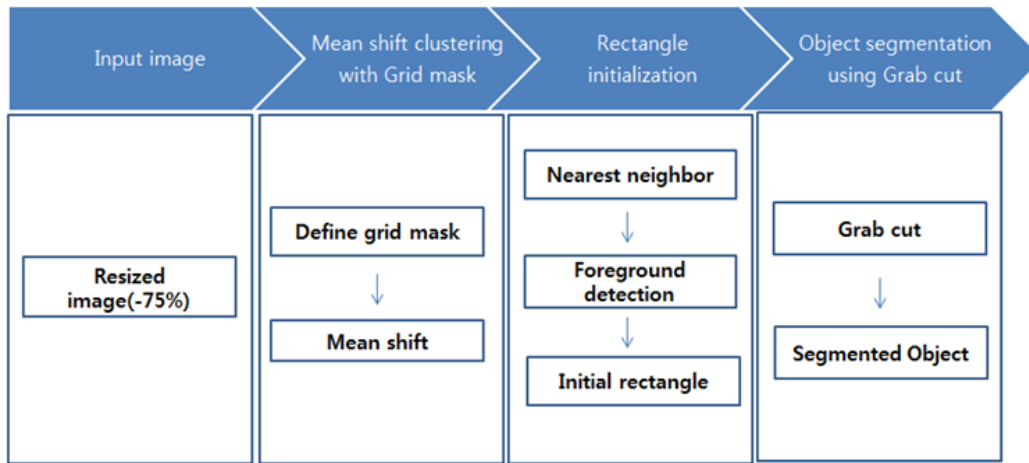 Input image
Mean shift clustering
with Grid mask
Rectangle
initialization
Object segmentation
using Grab cut
Resized
image(-75%)
Define grid mask
Mean shift
Nearest neighbor
Foreground
detection
Initial rectangle
Grab cut
Segmented Object